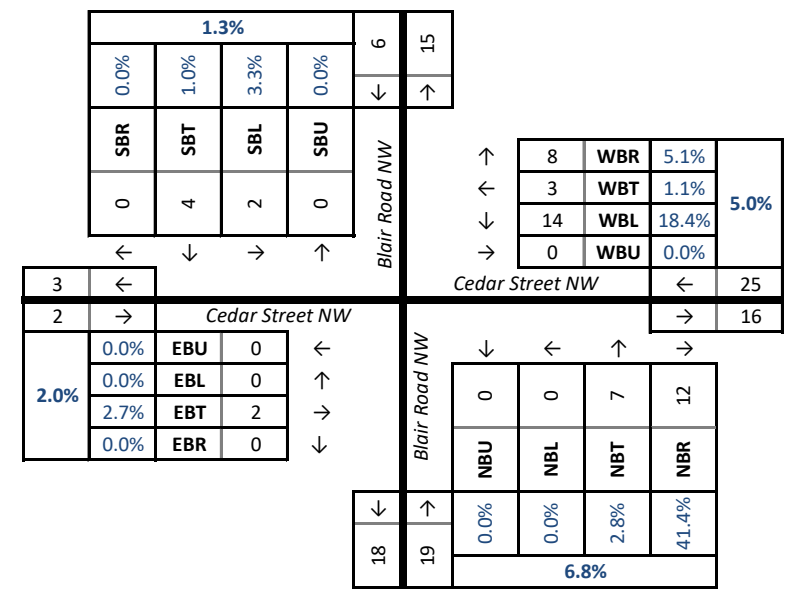 1.3%
6 15
0.0% 1.0% 3.3% 0.0%
↓ ↑
SBR SBT SBL SBU
0 4 2 0
← ↓ → ↑
Blair Road NW
↑ 8 WBR 5.1%
← 3 WBT 1.1%
↓ 14 WBL 18.4%
→ 0 WBU 0.0%
5.0%
3 ←
Cedar Street NW
← 25
2 →
Cedar Street NW
→ 16
2.0%
0.0% EBU 0 ←
0.0% EBL 0 ↑
2.7% EBT 2 →
0.0% EBR 0 ↓
Blair Road NW
↓ ← ↑ →
0 0 7 12
NBU NBL NBT NBR
↓ ↑
0.0% 0.0% 2.8% 41.4%
18 19
6.8%